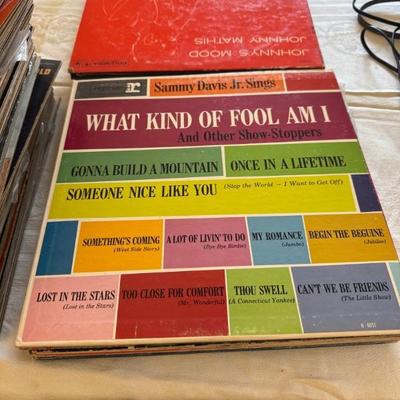 JOHNNY'S MOOD
JOHNNY MATHIS
Sammy Davis Jr. Sings
WHAT KIND OF FOOL AM I
And Other Show-Stoppers
GONNA BUILD A MOUNTAIN
ONCE IN A LIFETIME
SOMEONE NICE LIKE YOU
(Stop the World — I Want to Get Off)
SOMETHING'S COMING
(West Side Story)
A LOT OF LIVIN' TO DO
(Bye Bye Birdie)
MY ROMANCE
(Jumbo)
BEGIN THE BEGUINE
(Jubilee)
LOST IN THE STARS
(Lost in the Stars)
TOO CLOSE FOR COMFORT
(Mr. Wonderful)
THOU SWELL
(A Connecticut Yankee)
CAN'T WE BE FRIENDS
(The Little Show)